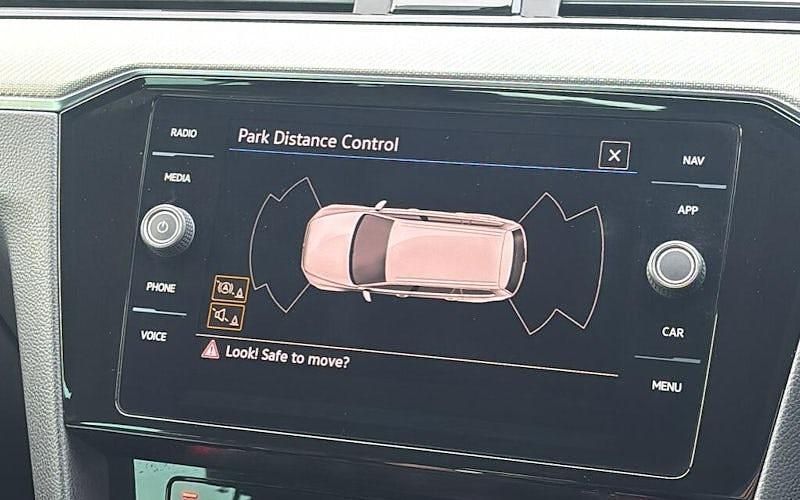 RADIO
MEDIA
PHONE
VOICE
Park Distance Control
Look! Safe to move?
NAV
APP
CAR
MENU